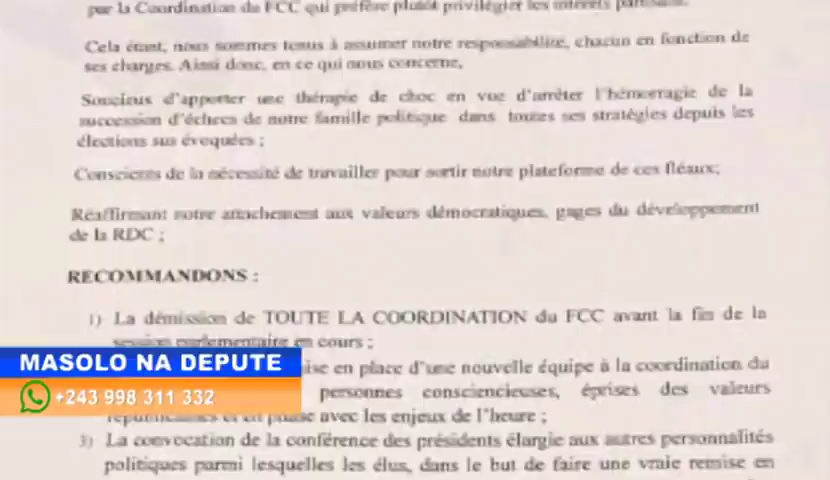 par la Coordination du FCC qui préfère plutôt privilégier les intérêts
Cela étant, nous sommes tenus à assumer notre responsabilité, chacun en fonction de
ses charges. Ainsi donc, en ce qui nous concerne,
Soucieux d'apporter une thérapie de choc en vue d'arrêter l'hémorragie de la
succession d'échecs de notre famille politique dans toutes ses stratégies depuis les
élections sus évoquées ;
Conscients de la nécessité de travailler pour sortir notre plateforme de ces fléaux;
Réaffirmant notre attachement aux valeurs démocratiques, gages du développement
de la RDC ;
RECOMMANDONS :
1) La démission de TOUTE LA COORDINATION du FCC avant la fin de la
session parlementaire en cours ;
ise en place d'une nouvelle équipe à la coordination du
personnes consciencieuses, éprises des valeurs
républicaines et en phase avec les enjeux de l'heure ;
3) La convocation de la conférence des présidents élargie aux autres personnalités
politiques parmi lesquelles les élus, dans le but de faire une vraie remise en
MASOLO NA DEPUTE
+243 998 311 332